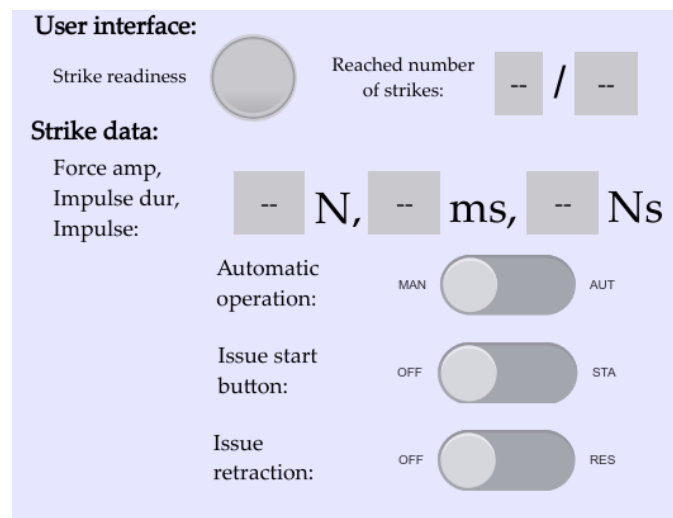 User interface:
Strike readiness
Reached number
of strikes:
-- / --
Strike data:
Force amp,
Impulse dur,
Impulse:
-- N, -- ms, -- Ns
Automatic
operation:
MAN AUT
Issue start
button:
OFF STA
Issue
retraction:
OFF RES